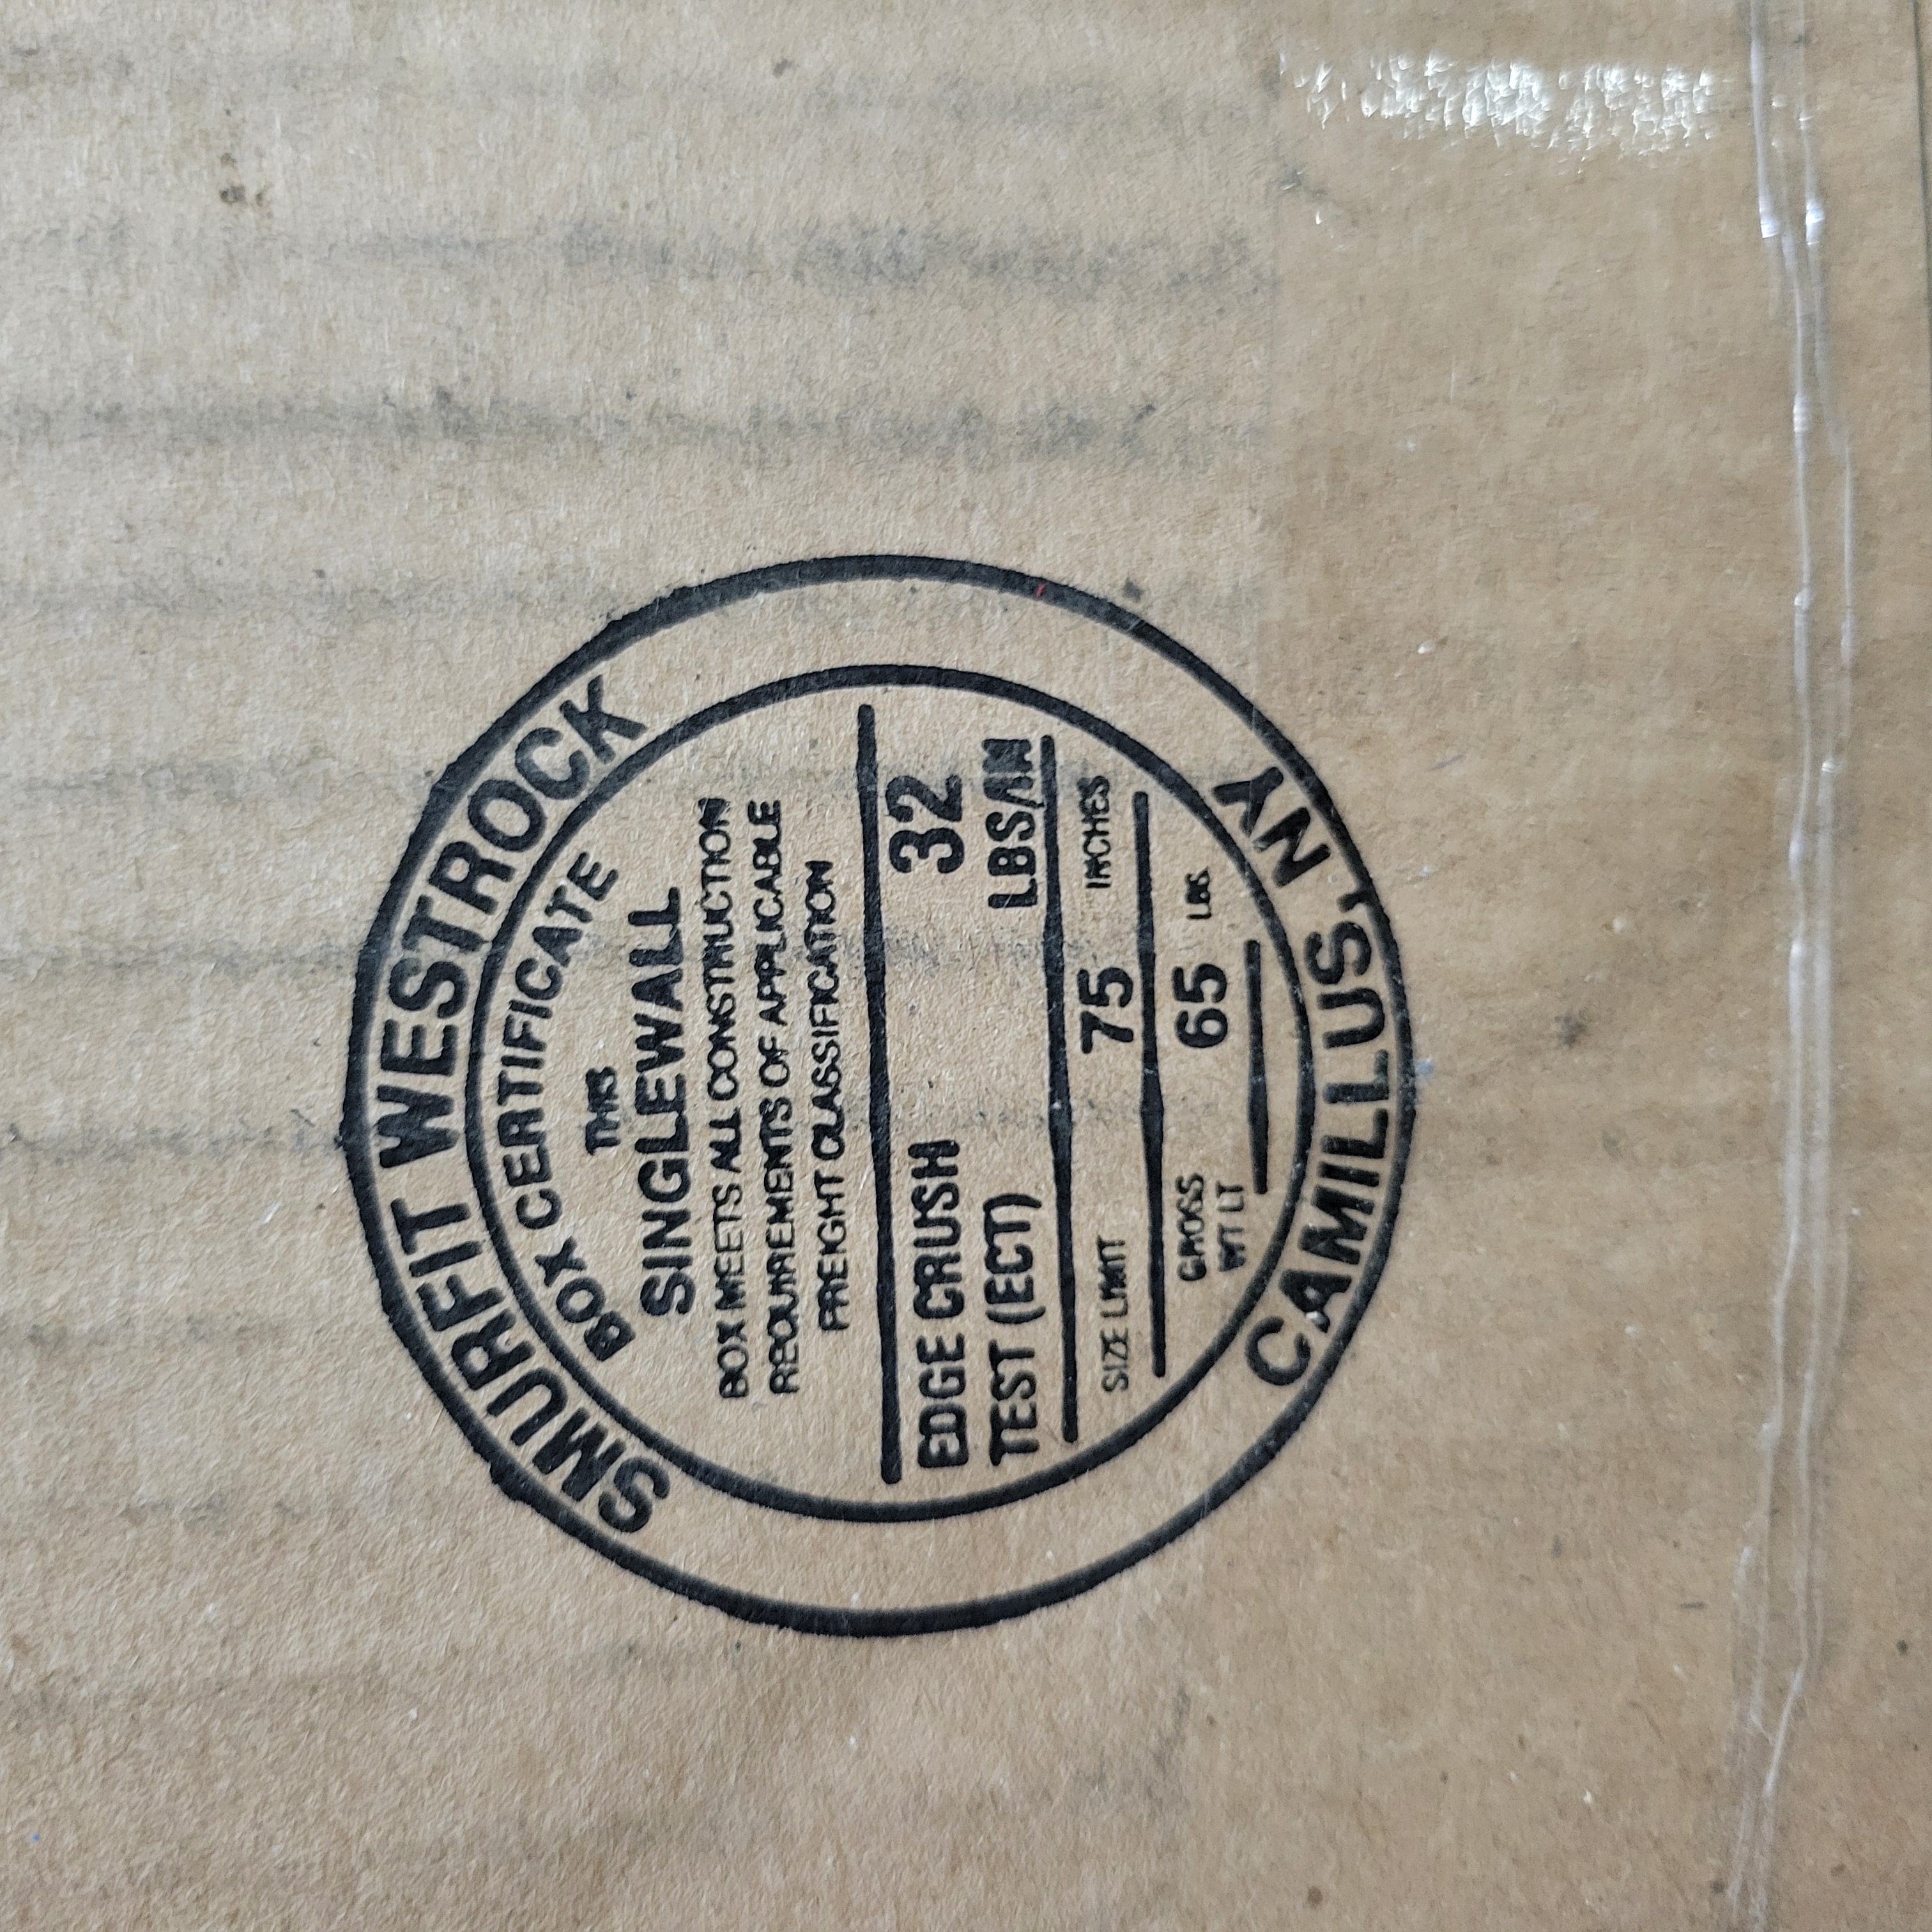 SMURFIT WESTROCK
BOX CERTIFICATE
THIS
SINGLEWALL
BOX MEETS ALL CONSTRUCTION
REQUIREMENTS OF APPLICABLE
FREIGHT CLASSIFICATION
EDGE CRUSH 32
TEST (ECT) LBS/IN
SIZE LIMIT 75 INCHES
GROSS
WT LT 65 LBS.
CAMILLUS, NY